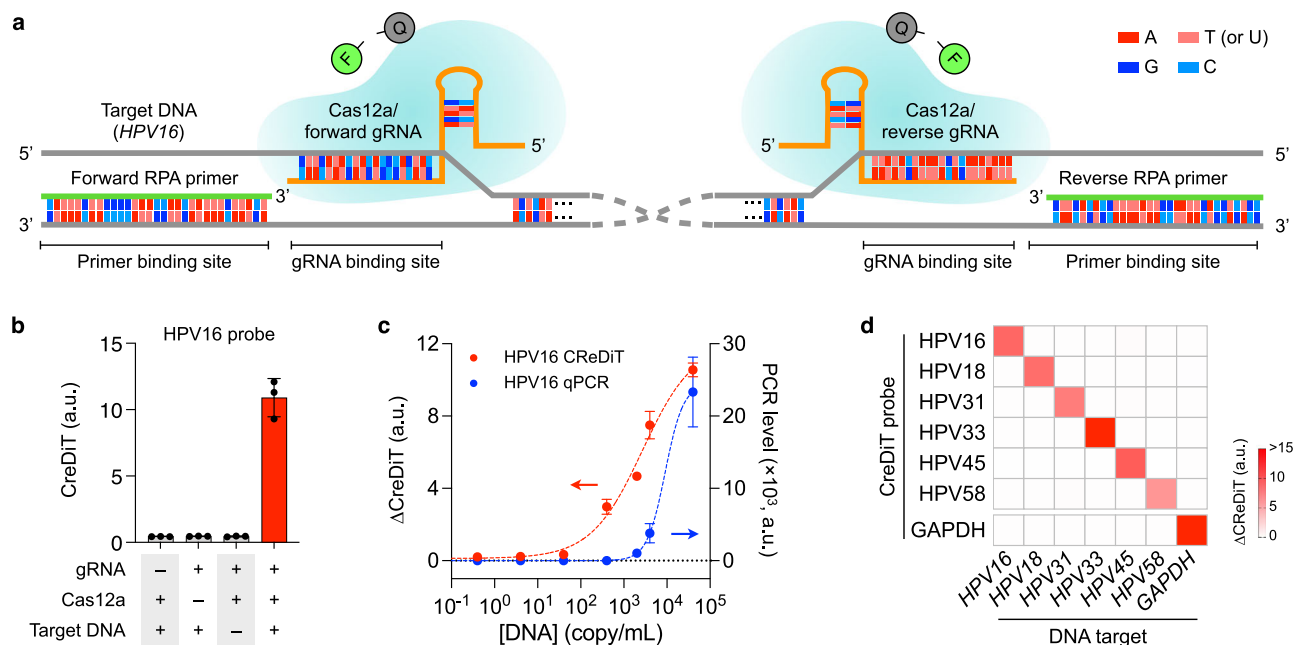 a
Q
F
Q
F
A
T (or U)
G
C
Target DNA
(HPV16)
Cas12a/
forward gRNA
Cas12a/
reverse gRNA
5’
5’
5’
5’
Forward RPA primer
3’
3’
Reverse RPA primer
3’
3’
Primer binding site
gRNA binding site
gRNA binding site
Primer binding site
b
HPV16 probe
CreDiT (a.u.)
15
10
5
0
gRNA – + + +
Cas12a + – + +
Target DNA + + – +
c
HPV16 CReDiT
HPV16 qPCR
ΔCreDiT (a.u.)
12
8
4
0
PCR level (×10³, a.u.)
30
20
10
0
10⁻¹ 10⁰ 10¹ 10² 10³ 10⁴ 10⁵
[DNA] (copy/mL)
d
CreDiT probe
HPV16
HPV18
HPV31
HPV33
HPV45
HPV58
GAPDH
HPV16 HPV18 HPV31 HPV33 HPV45 HPV58 GAPDH
DNA target
>15
10
5
0
ΔCReDiT (a.u.)